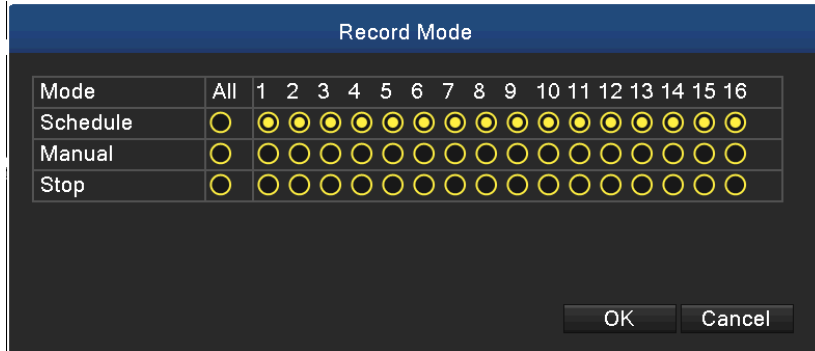 Record Mode
Mode All 1 2 3 4 5 6 7 8 9 10 11 12 13 14 15 16
Schedule
Manual
Stop
OK Cancel